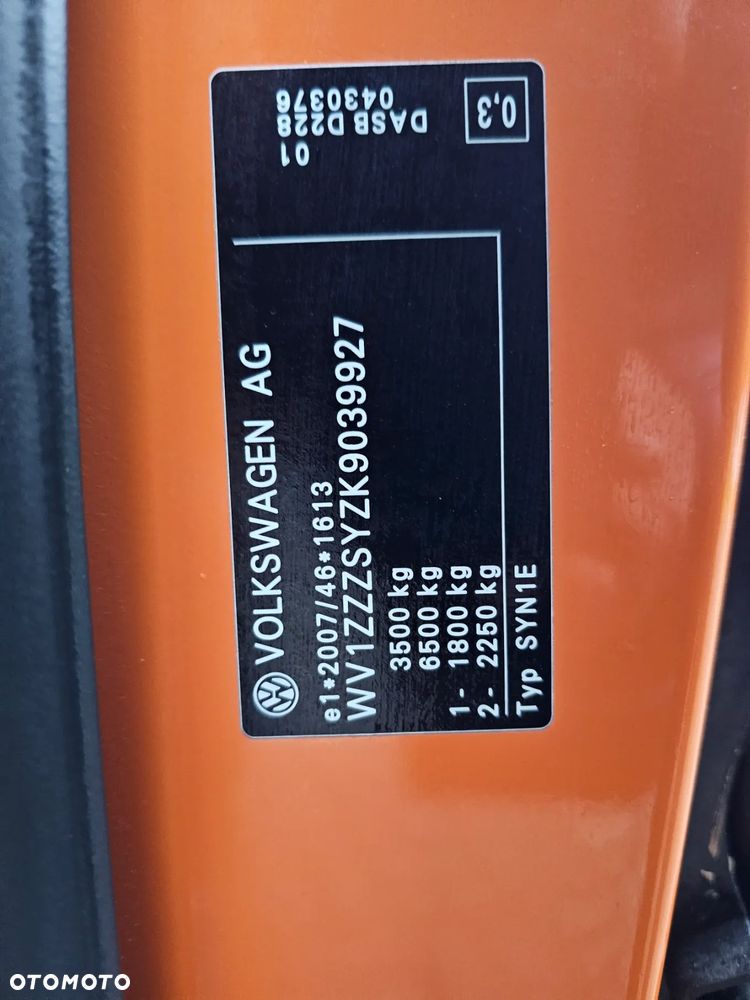 VOLKSWAGEN AG
e1*2007/46*1613
WV1ZZZSYZK9039927
3500 kg
6500 kg
1- 1800 kg
2- 2250 kg
Typ SYN1E
01
DASB D228
0430376
0,3
OTOMOTO